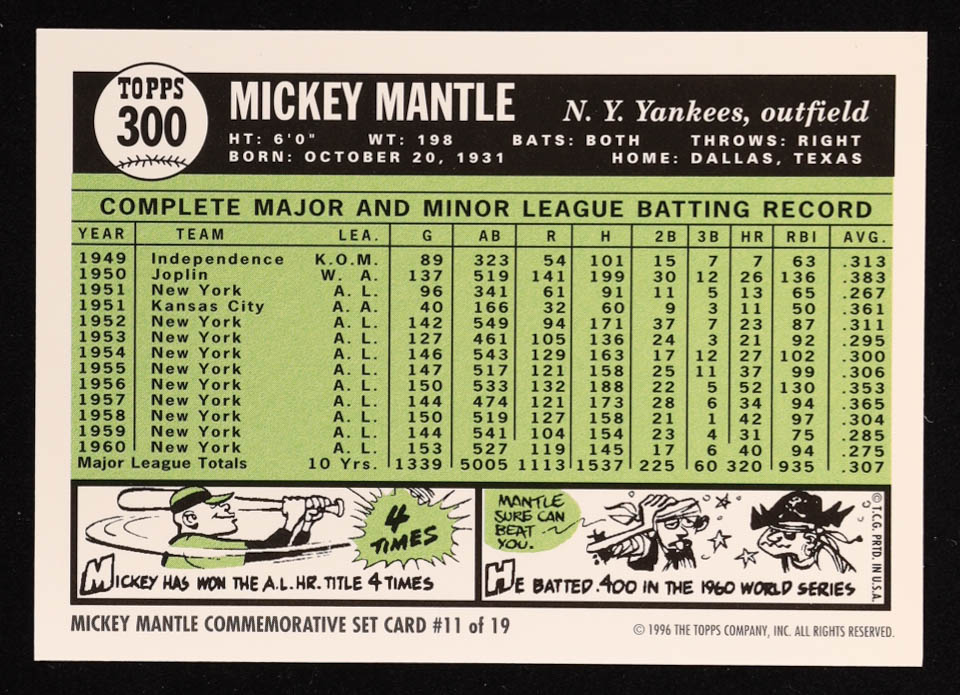 TOPPS
300
MICKEY MANTLE N. Y. Yankees, outfield
HT: 6'0" WT: 198 BATS: BOTH THROWS: RIGHT
BORN: OCTOBER 20, 1931 HOME: DALLAS, TEXAS
COMPLETE MAJOR AND MINOR LEAGUE BATTING RECORD
YEAR TEAM LEA. G AB R H 2B 3B HR RBI AVG.
1949 Independence K.O.M. 89 323 54 101 15 7 7 63 .313
1950 Joplin W. A. 137 519 141 199 30 12 26 136 .383
1951 New York A. L. 96 341 61 91 11 5 13 65 .267
1951 Kansas City A. A. 40 166 32 60 9 3 11 50 .361
1952 New York A. L. 142 549 94 171 37 7 23 87 .311
1953 New York A. L. 127 461 105 136 24 3 21 92 .295
1954 New York A. L. 146 543 129 163 17 12 27 102 .300
1955 New York A. L. 147 517 121 158 25 11 37 99 .306
1956 New York A. L. 150 533 132 188 22 5 52 130 .353
1957 New York A. L. 144 474 121 173 28 6 34 94 .365
1958 New York A. L. 150 519 127 158 21 1 42 97 .304
1959 New York A. L. 144 541 104 154 23 4 31 75 .285
1960 New York A. L. 153 527 119 145 17 6 40 94 .275
Major League Totals 10 Yrs. 1339 5005 1113 1537 225 60 320 935 .307
4
TIMES
MICKEY HAS WON THE A.L. HR. TITLE 4 TIMES
MANTLE
SURE CAN
BEAT
YOU.
HE BATTED .400 IN THE 1960 WORLD SERIES
© T.C.G. PRTD. IN U.S.A.
MICKEY MANTLE COMMEMORATIVE SET CARD #11 of 19
© 1996 THE TOPPS COMPANY, INC. ALL RIGHTS RESERVED.